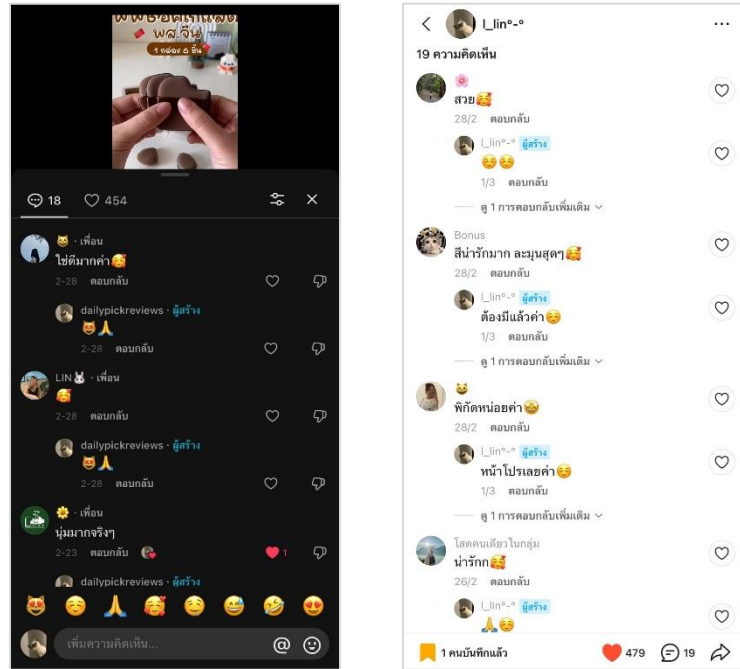 พสจีน
1 กล่อง 6 ชิ้น
18 454
😸 · เพื่อน
ใช่ดีมากค่า🥰
2-28 ตอบกลับ
dailypickreviews · ผู้สร้าง
😻🙏
2-28 ตอบกลับ
LIN🐰 · เพื่อน
🥰
2-28 ตอบกลับ
dailypickreviews · ผู้สร้าง
😻🙏
2-28 ตอบกลับ
🌼 · เพื่อน
นุ่มมากจริงๆ
2-23 ตอบกลับ 1
dailypickreviews · ผู้สร้าง
😻☺️🙏🥰😊😅🤣😍
เพิ่มความคิดเห็น...
l_linº-º
19 ความคิดเห็น
🌸
สวย🥰
28/2 ตอบกลับ
l_linº-º ผู้สร้าง
☺️☺️
1/3 ตอบกลับ
ดู 1 การตอบกลับเพิ่มเติม
Bonus
สีน่ารักมาก ละมุนสุดๆ🥰
28/2 ตอบกลับ
l_linº-º ผู้สร้าง
ต้องมีแล้วค่า☺️
1/3 ตอบกลับ
ดู 1 การตอบกลับเพิ่มเติม
😺
พิกัดหน่อยค่า🤩
28/2 ตอบกลับ
l_linº-º ผู้สร้าง
หน้าโปรเลยค่า☺️
1/3 ตอบกลับ
ดู 1 การตอบกลับเพิ่มเติม
โสดคนเดียวในกลุ่ม
น่ารักก🥰
26/2 ตอบกลับ
l_linº-º ผู้สร้าง
🙏☺️
1 คนบันทึกแล้ว 479 19